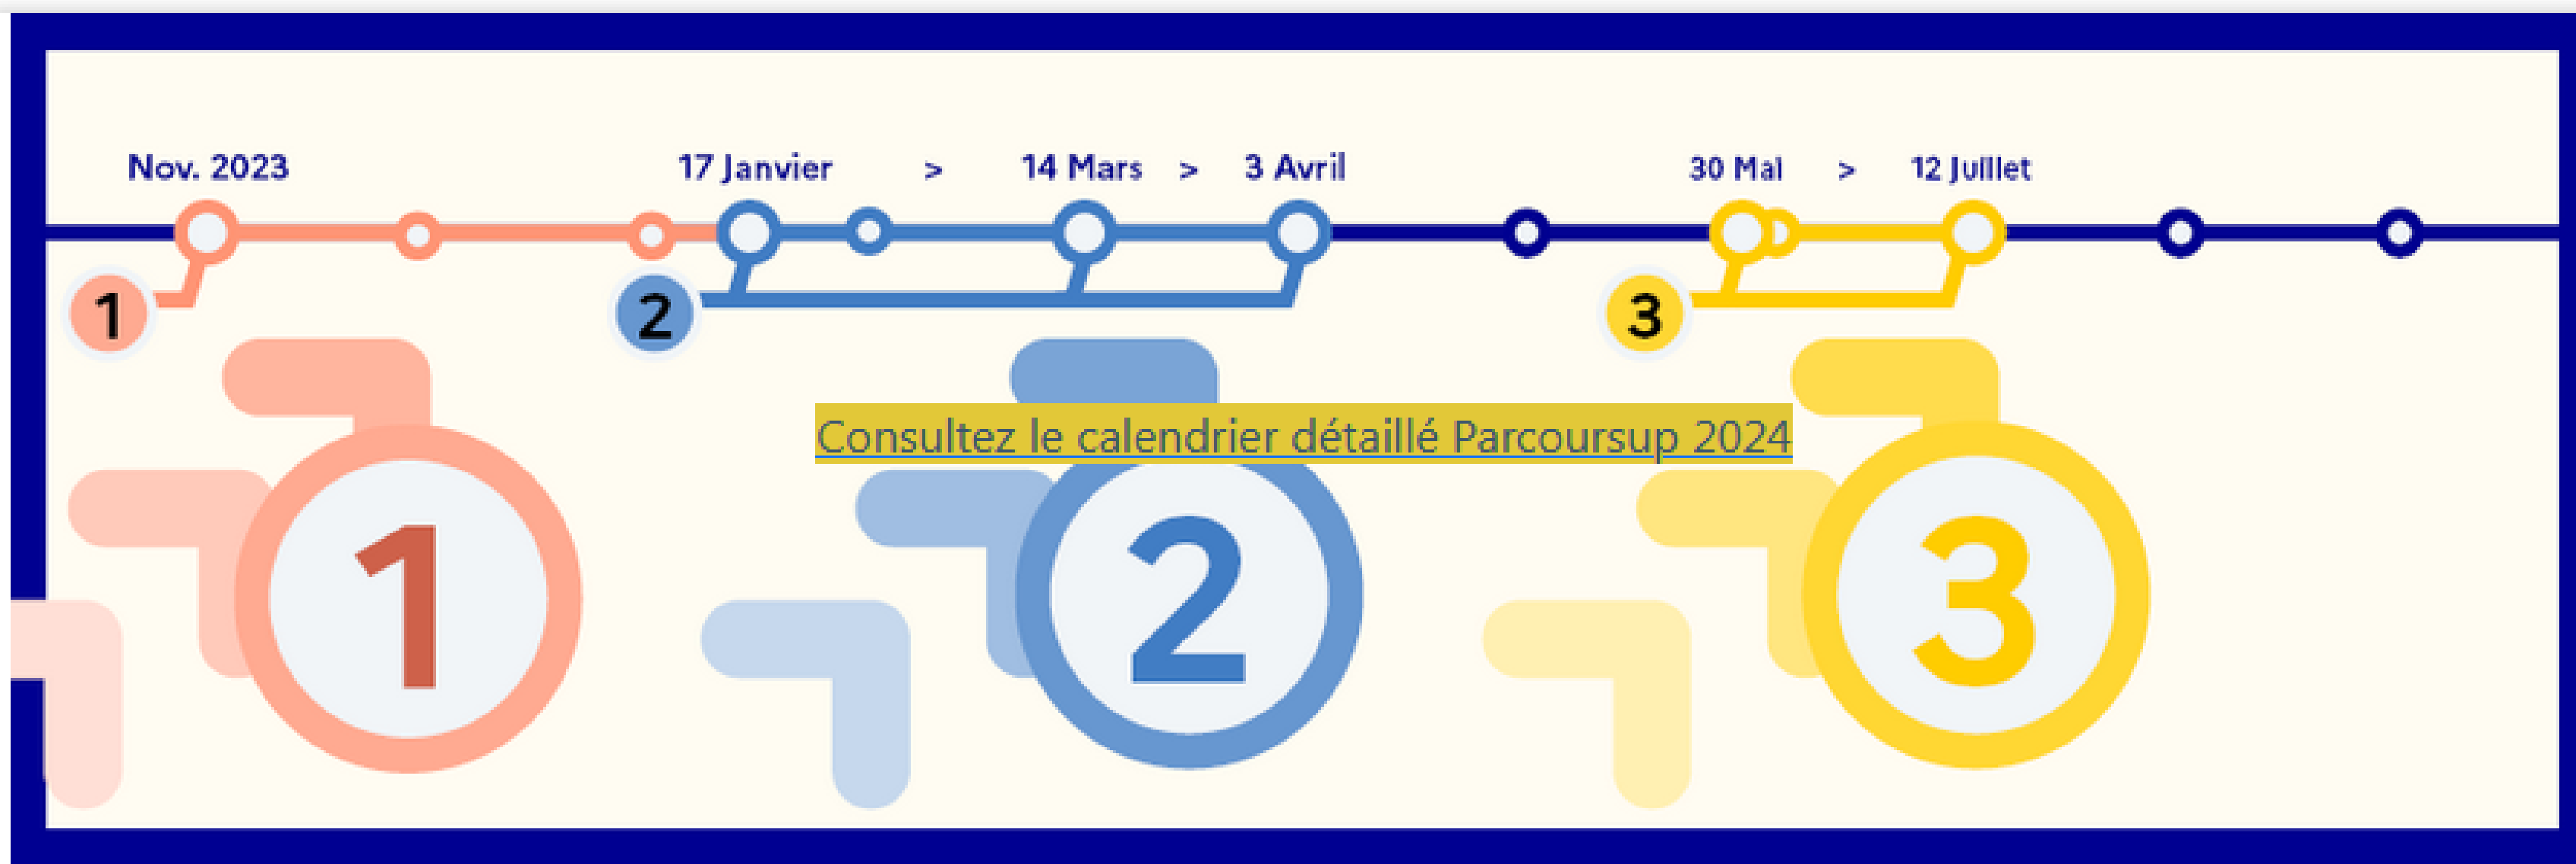 Nov. 2023 17 Janvier > 14 Mars > 3 Avril 30 Mai > 12 Juillet
1 2 3
Consultez le calendrier détaillé Parcoursup 2024
1 2 3